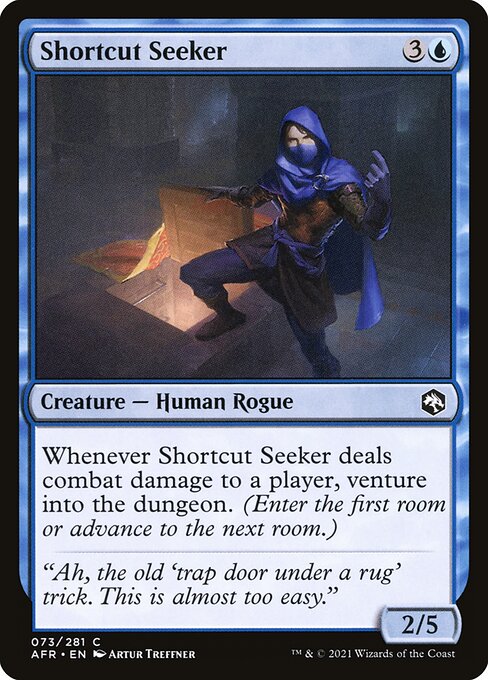 Shortcut Seeker 3
Creature — Human Rogue
Whenever Shortcut Seeker deals
combat damage to a player, venture
into the dungeon. (Enter the first room
or advance to the next room.)
“Ah, the old ‘trap door under a rug’
trick. This is almost too easy.”
2/5
073/281 C
AFR • EN Artur Treffner
™ & © 2021 Wizards of the Coast